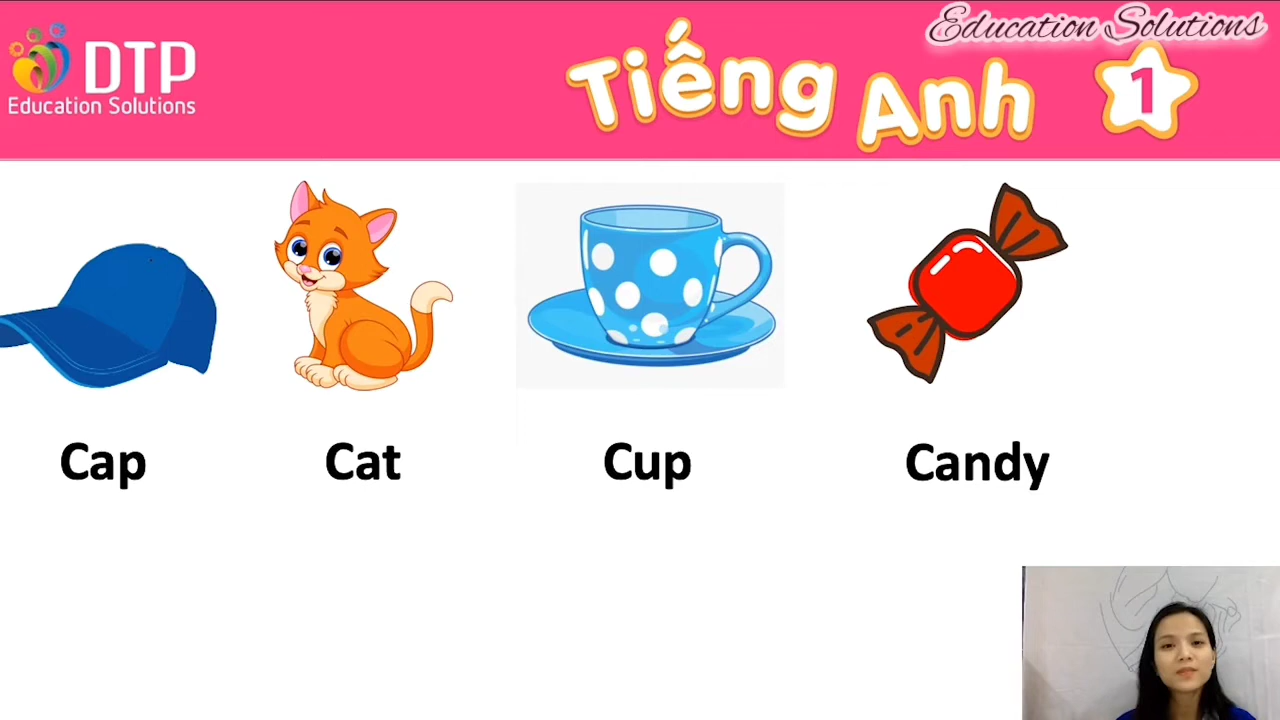 DTP
Education Solutions
Tiếng Anh 1
Education Solutions
Cap
Cat
Cup
Candy